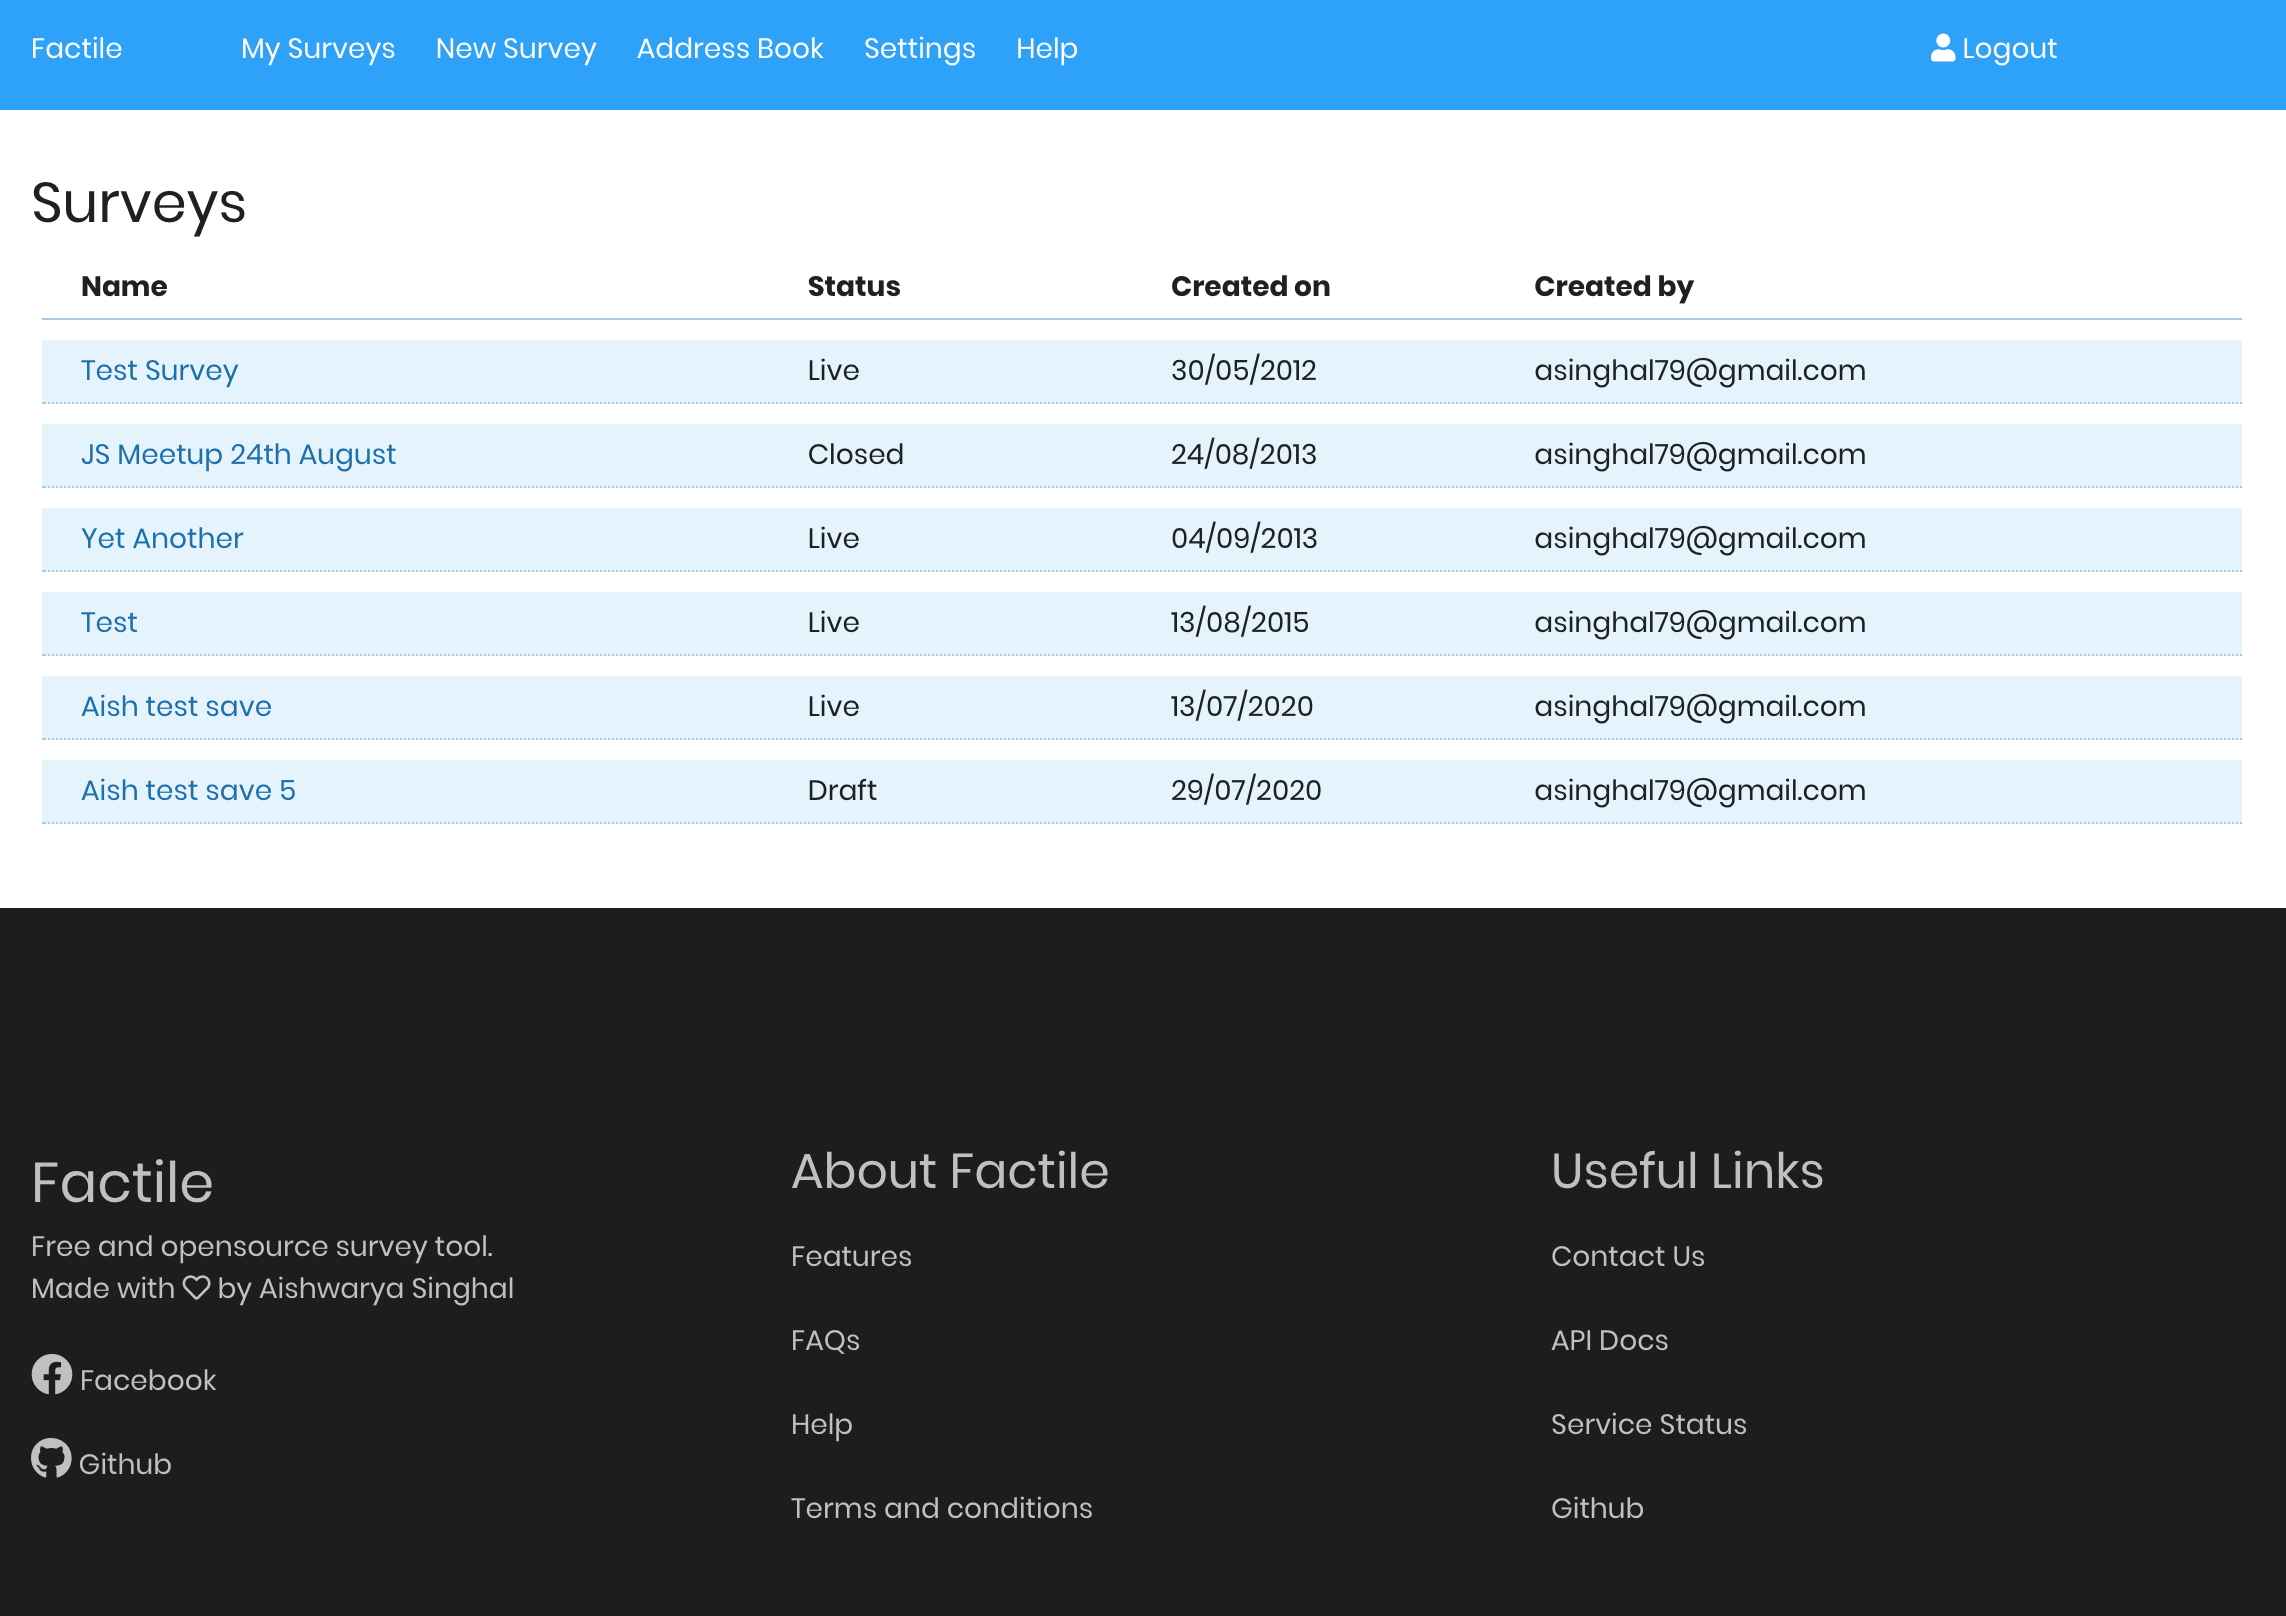 Factile My Surveys New Survey Address Book Settings Help Logout
Surveys
Name Status Created on Created by
Test Survey Live 30/05/2012 asinghal79@gmail.com
JS Meetup 24th August Closed 24/08/2013 asinghal79@gmail.com
Yet Another Live 04/09/2013 asinghal79@gmail.com
Test Live 13/08/2015 asinghal79@gmail.com
Aish test save Live 13/07/2020 asinghal79@gmail.com
Aish test save 5 Draft 29/07/2020 asinghal79@gmail.com
Factile
Free and opensource survey tool.
Made with ♡ by Aishwarya Singhal
Facebook
Github
About Factile
Features
FAQs
Help
Terms and conditions
Useful Links
Contact Us
API Docs
Service Status
Github